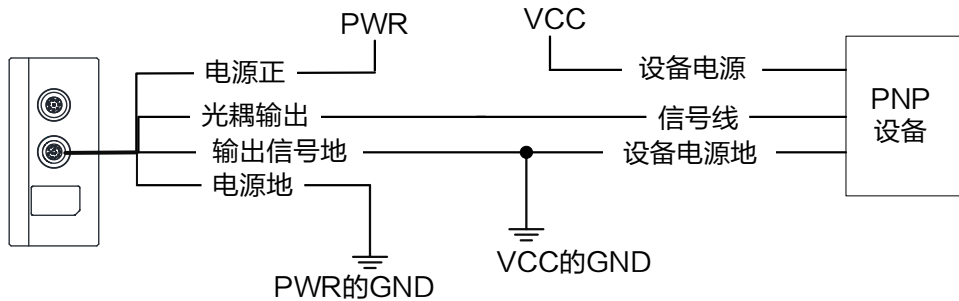 PWR
VCC
电源正
设备电源
光耦输出
信号线
PNP
设备
输出信号地
设备电源地
电源地
VCC的GND
PWR的GND